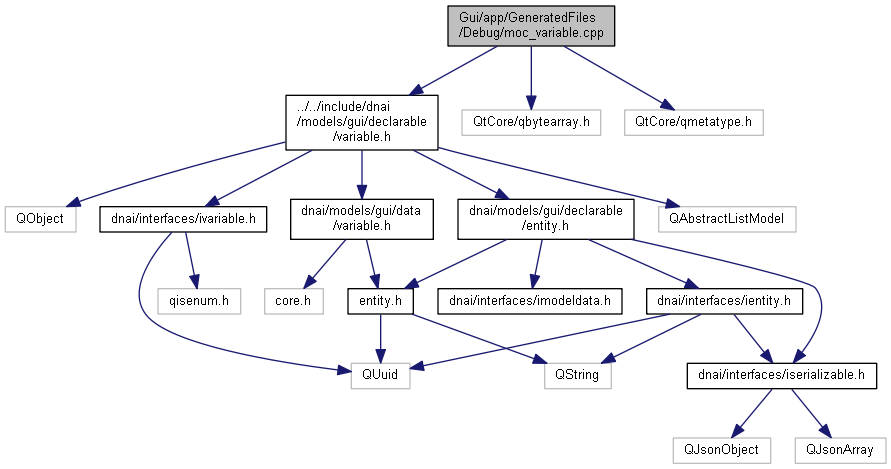 Gui/app/GeneratedFiles
/Debug/moc_variable.cpp
../../include/dnai
/models/gui/declarable
/variable.h
QtCore/qbytearray.h
QtCore/qmetatype.h
QObject
dnai/interfaces/ivariable.h
dnai/models/gui/data
/variable.h
dnai/models/gui/declarable
/entity.h
QAbstractListModel
qisenum.h
core.h
entity.h
dnai/interfaces/imodeldata.h
dnai/interfaces/ientity.h
QUuid
QString
dnai/interfaces/iserializable.h
QJsonObject
QJsonArray